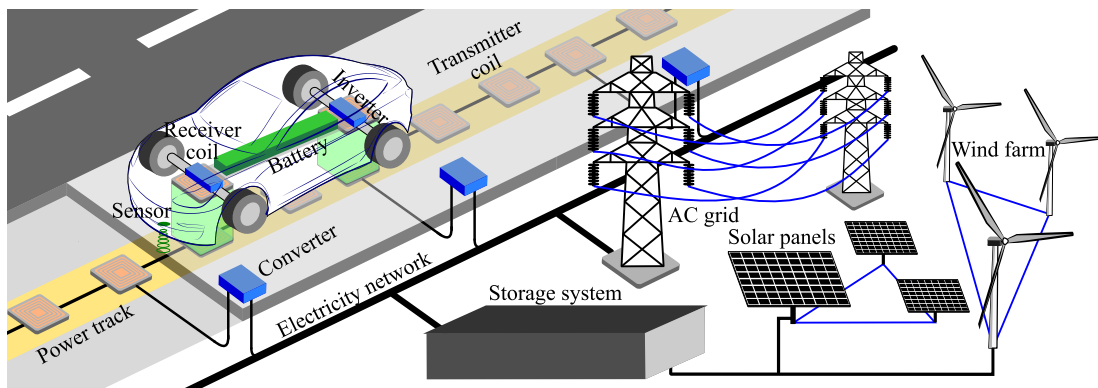 Transmitter
coil
Inverter
Receiver
coil
Battery
Sensor
Wind farm
AC grid
Solar panels
Converter
Electricity network
Storage system
Power track